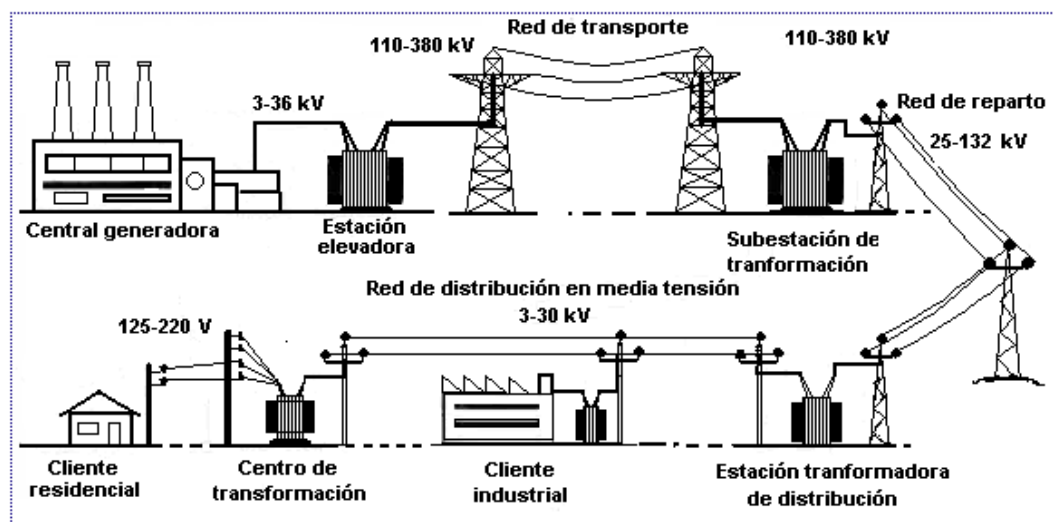 Red de transporte
110-380 kV
110-380 kV
3-36 kV
Red de reparto
25-132 kV
Central generadora
Estación
elevadora
Subestación de
tranformación
Red de distribución en media tensión
3-30 kV
125-220 V
Cliente
residencial
Centro de
transformación
Cliente
industrial
Estación tranformadora
de distribución